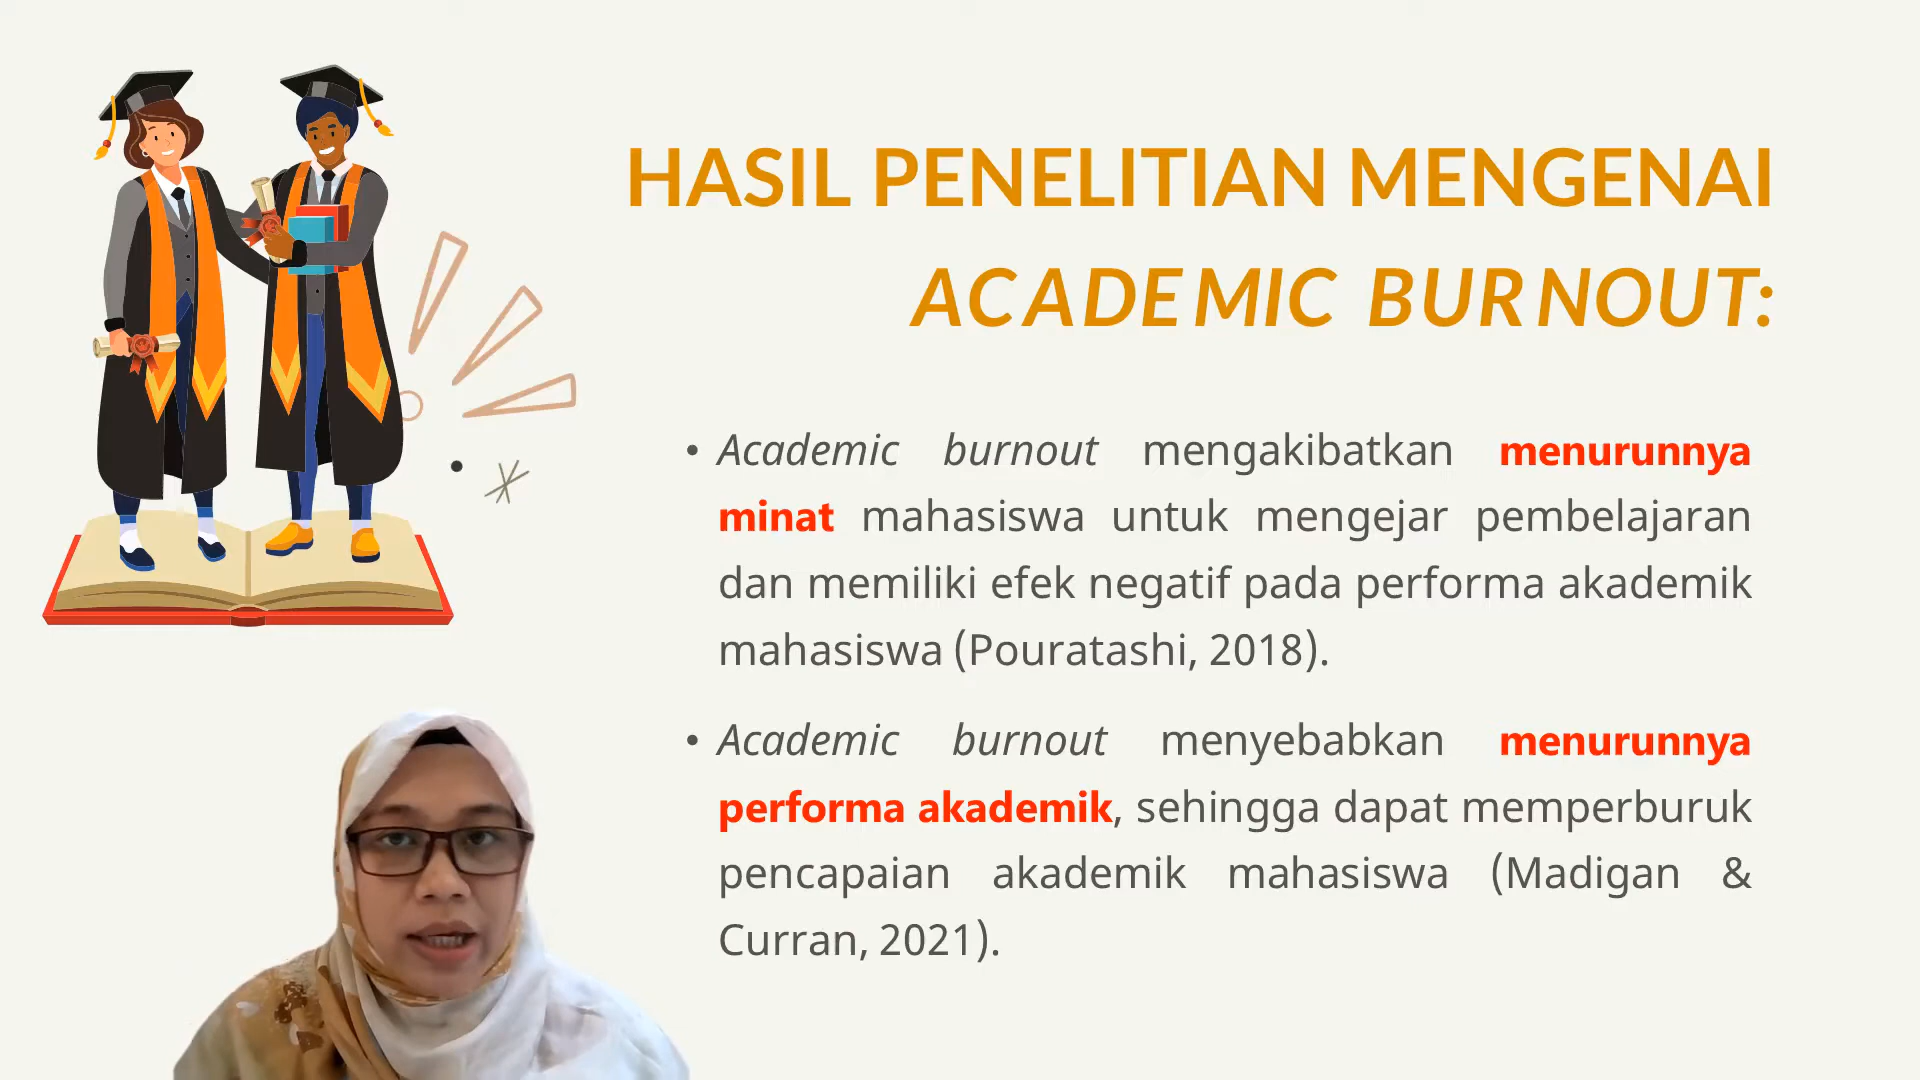 HASIL PENELITIAN MENGENAI
ACADEMIC BURNOUT:
• Academic burnout mengakibatkan menurunnya
minat mahasiswa untuk mengejar pembelajaran
dan memiliki efek negatif pada performa akademik
mahasiswa (Pouratashi, 2018).
• Academic burnout menyebabkan menurunnya
performa akademik, sehingga dapat memperburuk
pencapaian akademik mahasiswa (Madigan &
Curran, 2021).